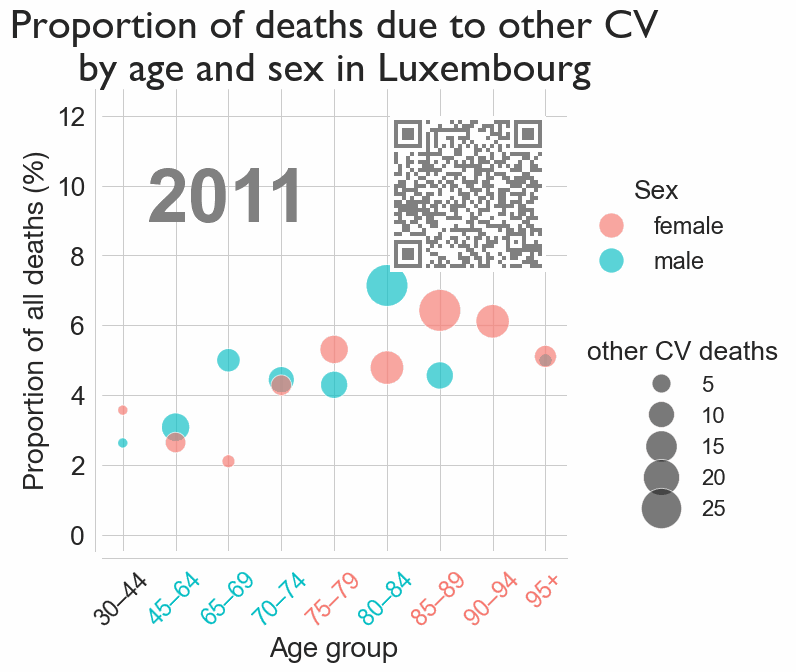 Proportion of deaths due to other CV
by age and sex in Luxembourg
Proportion of all deaths (%)
12
10
8
6
4
2
0
2011
Sex
female
male
other CV deaths
5
10
15
20
25
30–44
45–64
65–69
70–74
75–79
80–84
85–89
90–94
95+
Age group